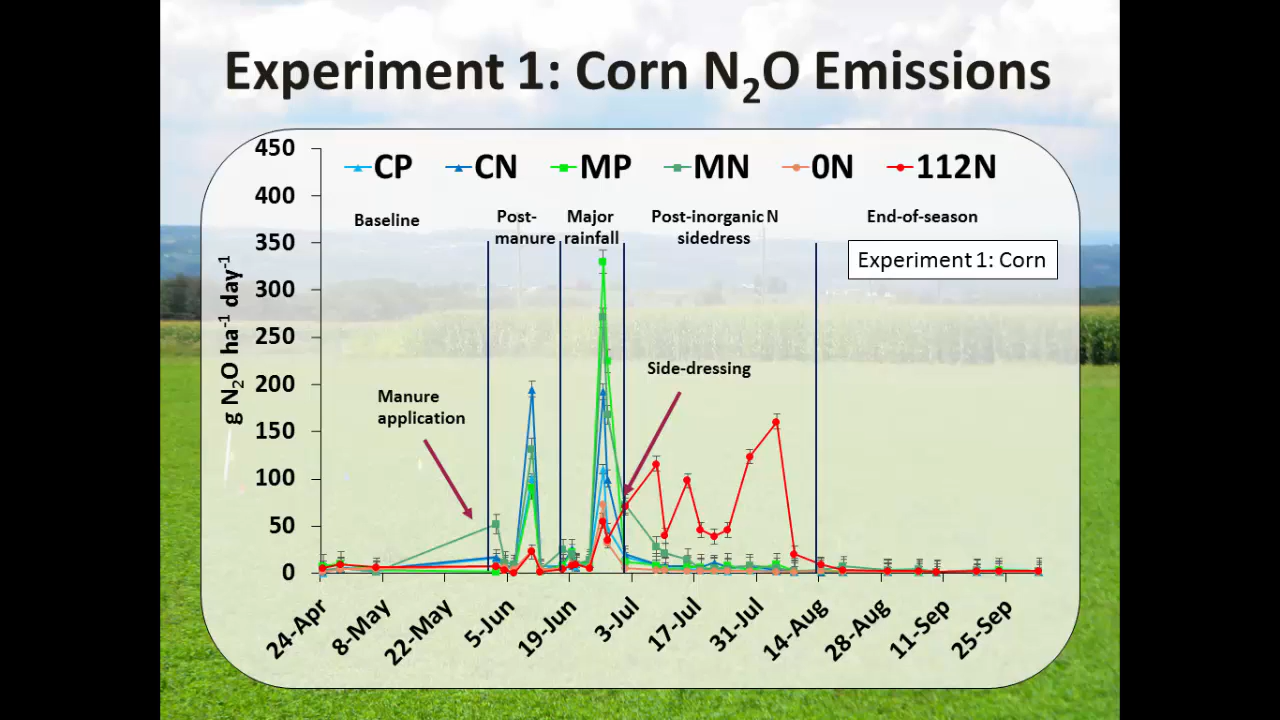 Experiment 1: Corn N₂O Emissions
450
400
350
300
250
200
150
100
50
0
g N₂O ha⁻¹ day⁻¹
CP CN MP MN 0N 112N
Baseline
Post-
manure
Major
rainfall
Post-inorganic N
sidedress
End-of-season
Experiment 1: Corn
Manure
application
Side-dressing
24-Apr 8-May 22-May 5-Jun 19-Jun 3-Jul 17-Jul 31-Jul 14-Aug 28-Aug 11-Sep 25-Sep